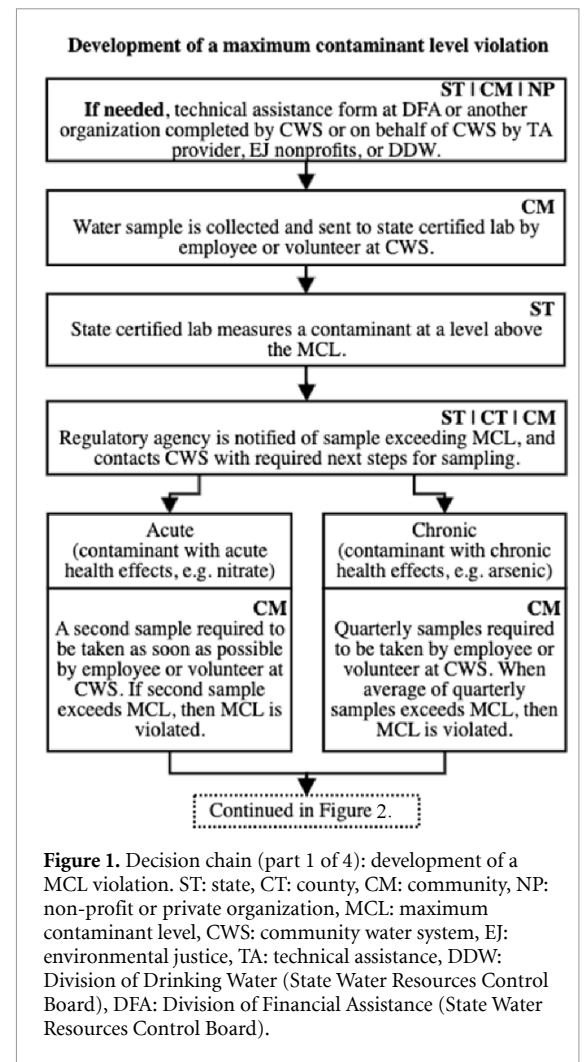 Development of a maximum contaminant level violation
ST | CM | NP
If needed, technical assistance form at DFA or another
organization completed by CWS or on behalf of CWS by TA
provider, EJ nonprofits, or DDW.
CM
Water sample is collected and sent to state certified lab by
employee or volunteer at CWS.
ST
State certified lab measures a contaminant at a level above
the MCL.
ST | CT | CM
Regulatory agency is notified of sample exceeding MCL, and
contacts CWS with required next steps for sampling.
Acute
(contaminant with acute
health effects, e.g. nitrate)
CM
A second sample required to
be taken as soon as possible
by employee or volunteer at
CWS. If second sample
exceeds MCL, then MCL is
violated.
Chronic
(contaminant with chronic
health effects, e.g. arsenic)
CM
Quarterly samples required
to be taken by employee or
volunteer at CWS. When
average of quarterly
samples exceeds MCL, then
MCL is violated.
Continued in Figure 2.
Figure 1. Decision chain (part 1 of 4): development of a
MCL violation. ST: state, CT: county, CM: community, NP:
non-profit or private organization, MCL: maximum
contaminant level, CWS: community water system, EJ:
environmental justice, TA: technical assistance, DDW:
Division of Drinking Water (State Water Resources Control
Board), DFA: Division of Financial Assistance (State Water
Resources Control Board).